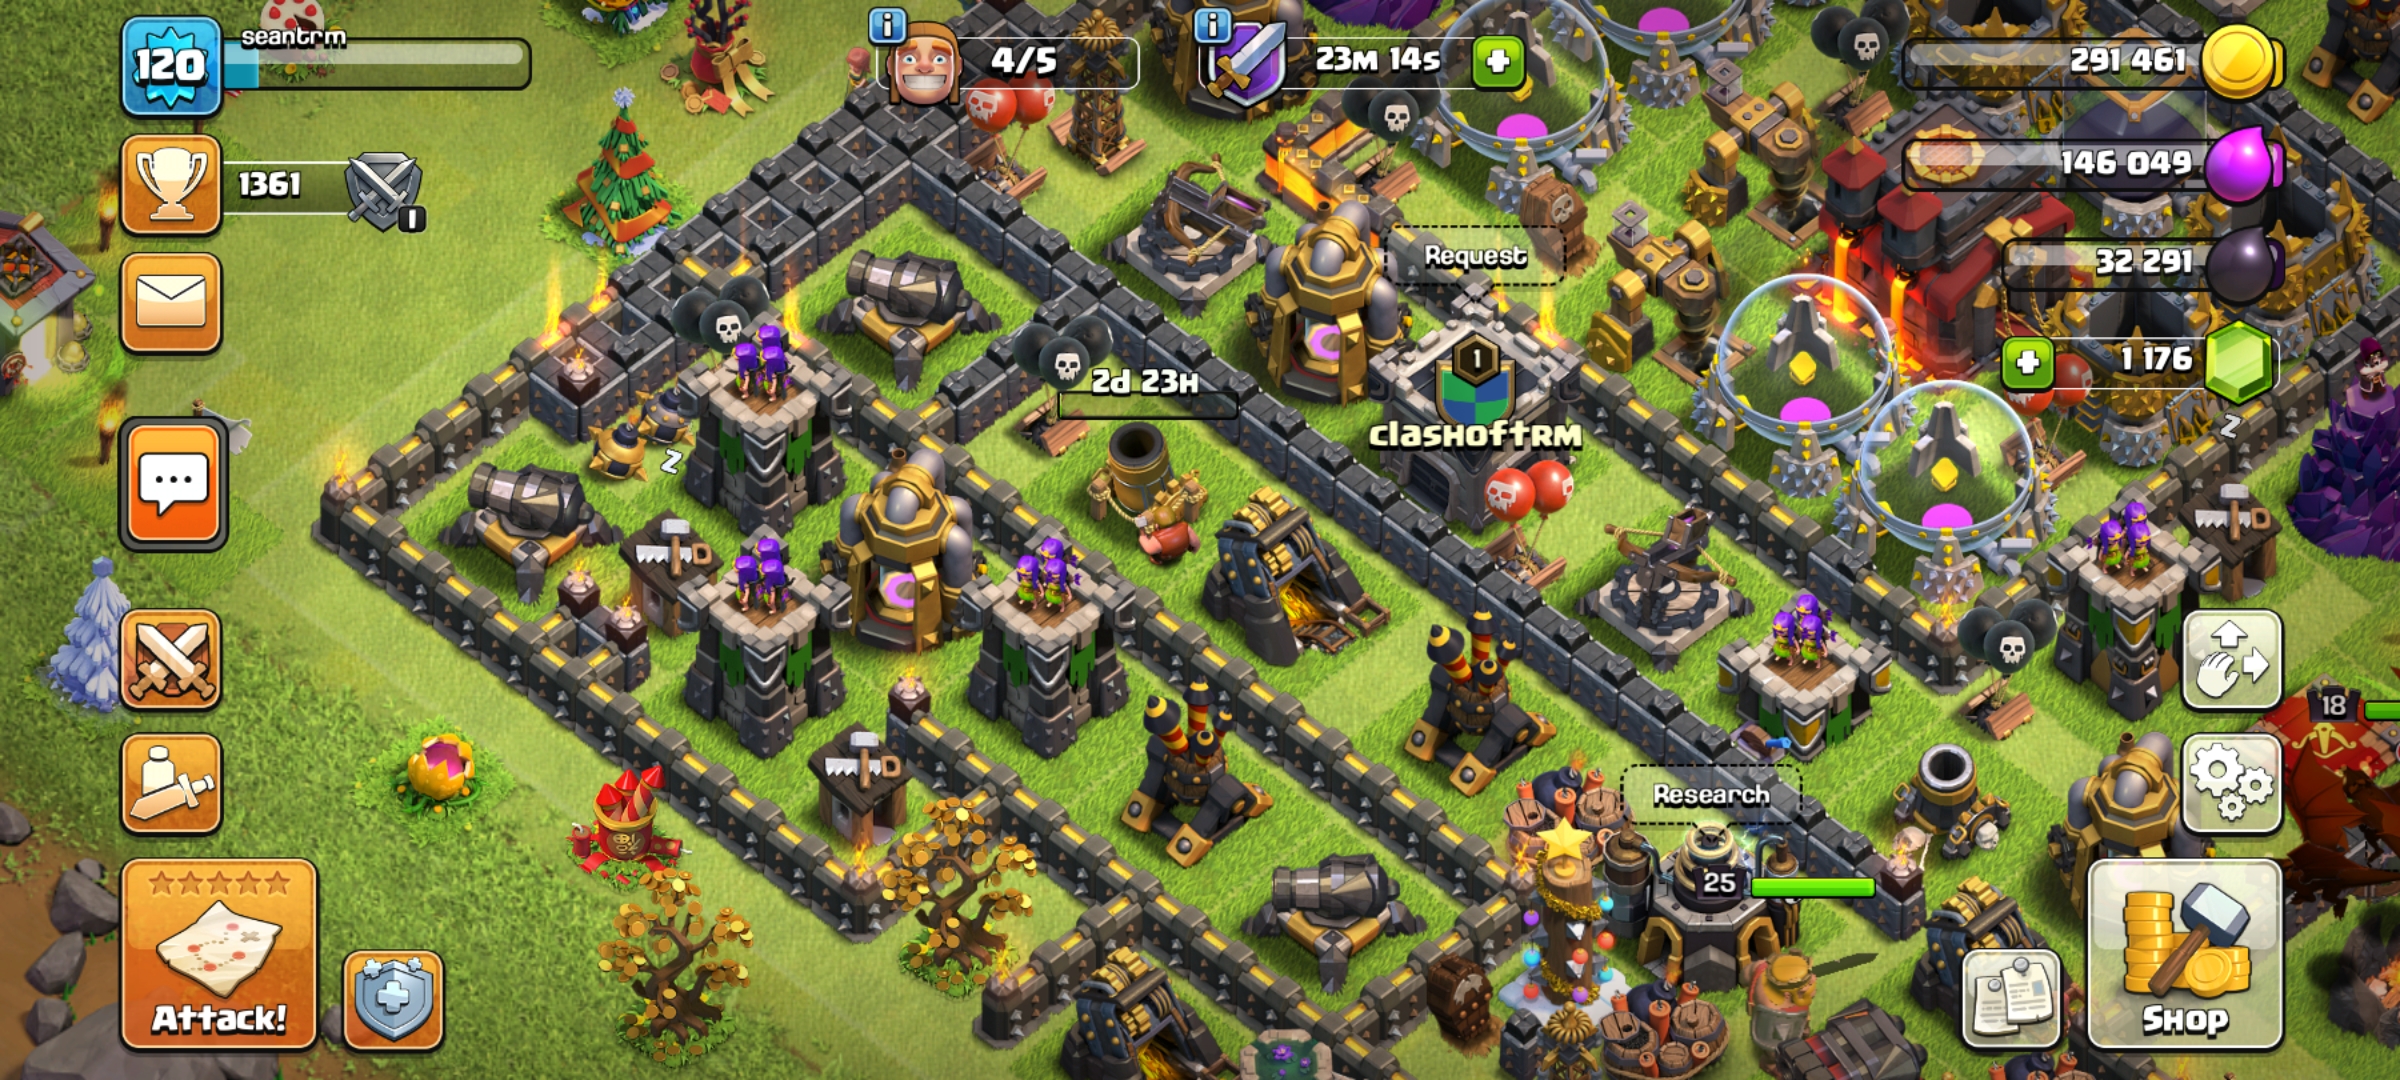 120
seantrm
4/5
23M 14s
291 461
1361
I
146 049
Request
32 291
1 176
2d 23H
1
clashoftRM
z
z
18
Research
25
Attack!
Shop